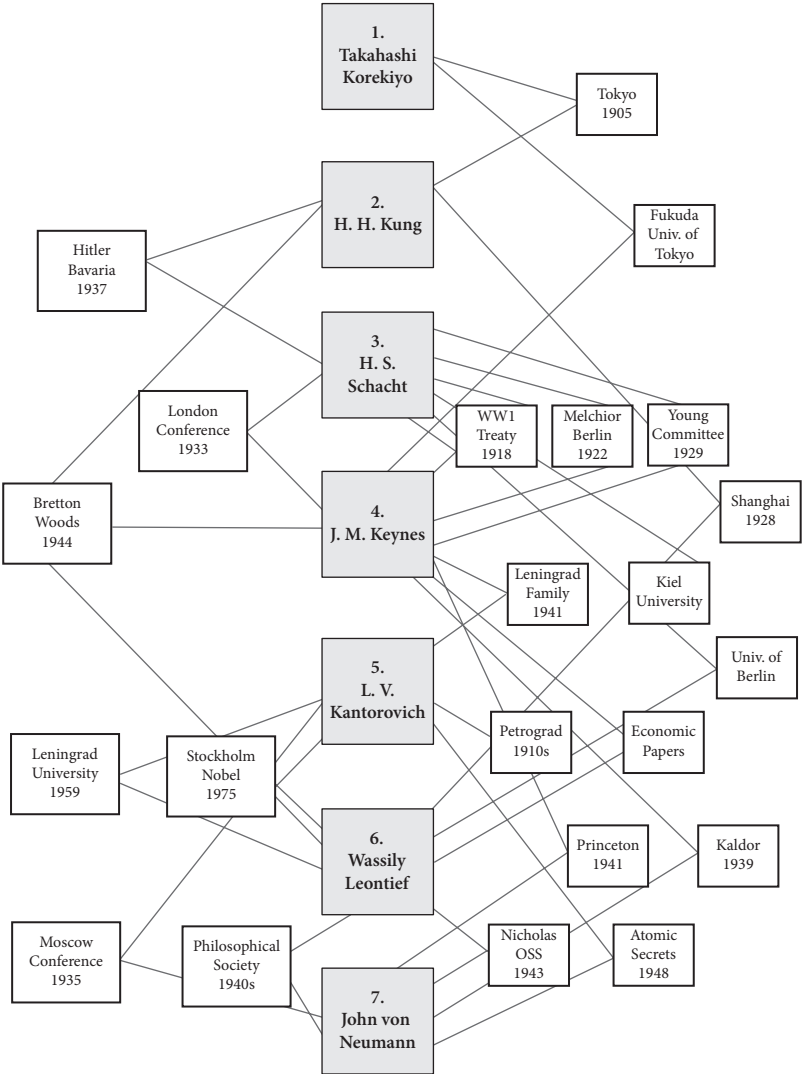 1.
Takahashi
Korekiyo
Tokyo
1905
2.
H. H. Kung
Fukuda
Univ. of
Tokyo
Hitler
Bavaria
1937
3.
H. S.
Schacht
London
Conference
1933
WW1
Treaty
1918
Melchior
Berlin
1922
Young
Committee
1929
Bretton
Woods
1944
4.
J. M. Keynes
Shanghai
1928
Leningrad
Family
1941
Kiel
University
5.
L. V.
Kantorovich
Univ. of
Berlin
Leningrad
University
1959
Stockholm
Nobel
1975
Petrograd
1910s
Economic
Papers
6.
Wassily
Leontief
Princeton
1941
Kaldor
1939
Moscow
Conference
1935
Philosophical
Society
1940s
Nicholas
OSS
1943
Atomic
Secrets
1948
7.
John von
Neumann